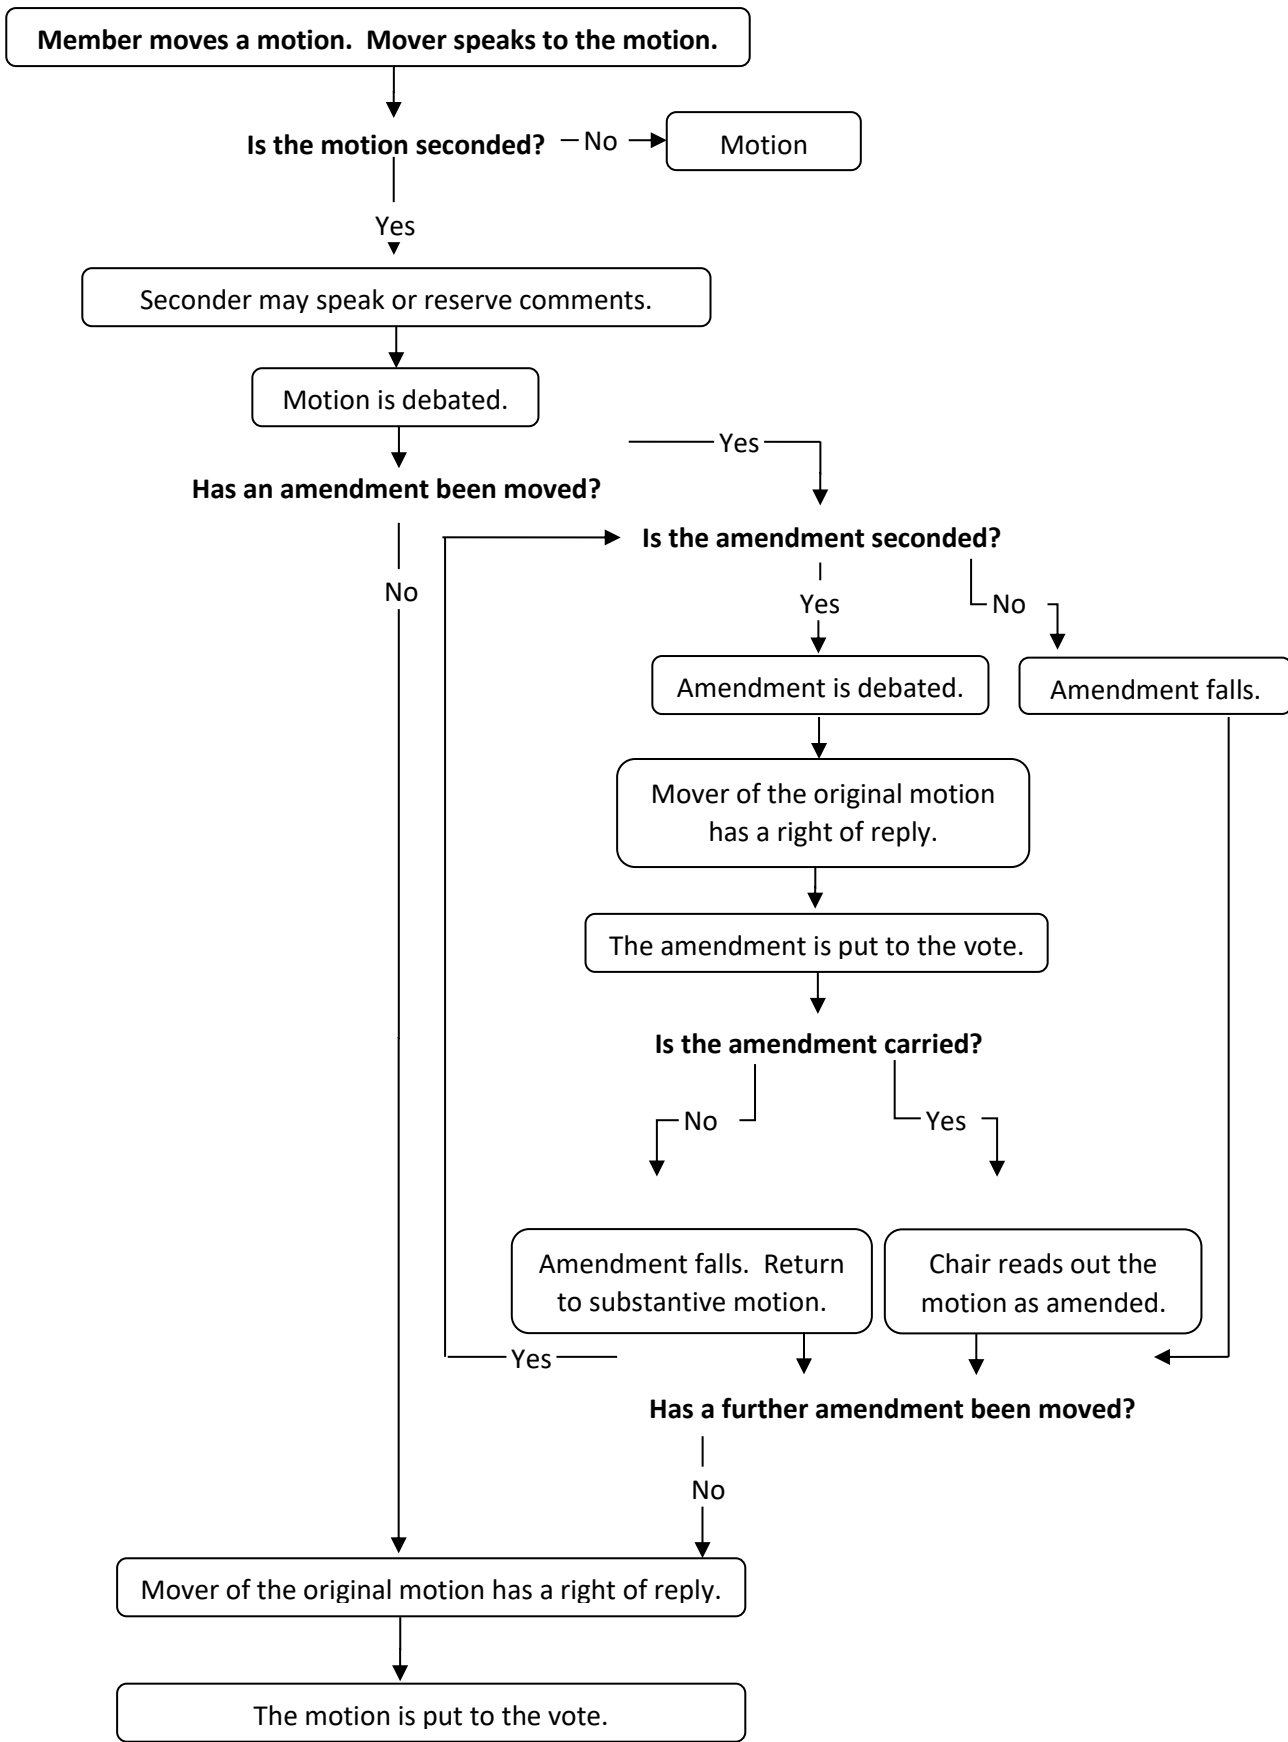 Member moves a motion.  Mover speaks to the motion.
Is the motion seconded?
No
Motion
Yes
Seconder may speak or reserve comments.
Motion is debated.
Yes
Has an amendment been moved?
Is the amendment seconded?
No
Yes
No
Amendment is debated.
Amendment falls.
Mover of the original motion
has a right of reply.
The amendment is put to the vote.
Is the amendment carried?
No
Yes
Amendment falls.  Return
to substantive motion.
Chair reads out the
motion as amended.
Yes
Has a further amendment been moved?
No
Mover of the original motion has a right of reply.
The motion is put to the vote.